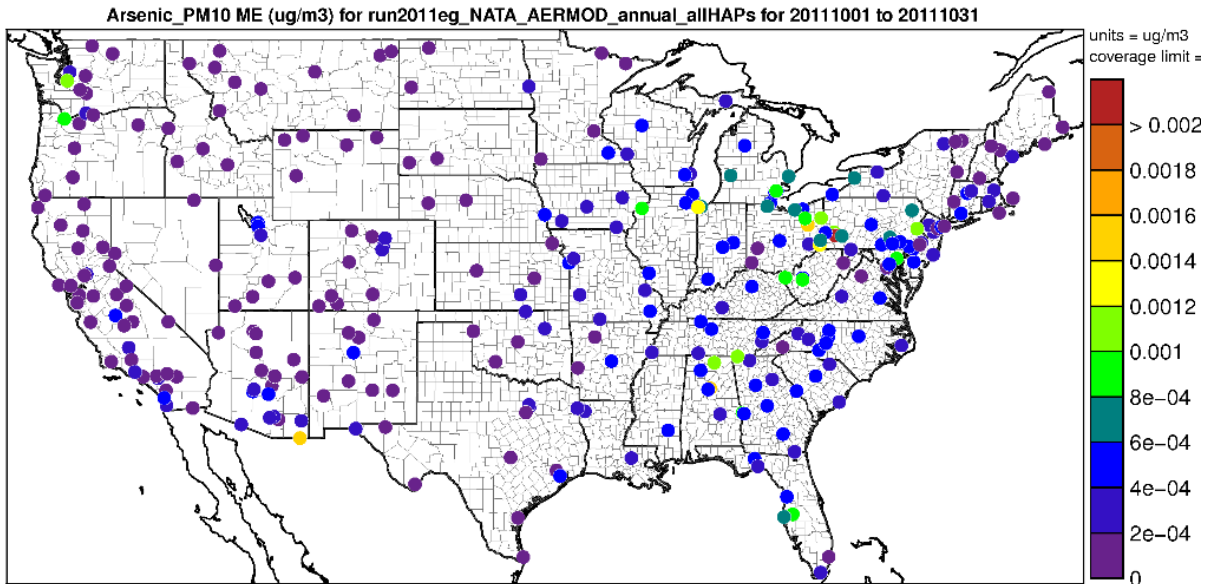 Arsenic_PM10 ME (ug/m3) for run2011eg_NATA_AERMOD_annual_allHAPs for 20111001 to 20111031
units = ug/m3
coverage limit =
> 0.002
0.0018
0.0016
0.0014
0.0012
0.001
8e−04
6e−04
4e−04
2e−04
0